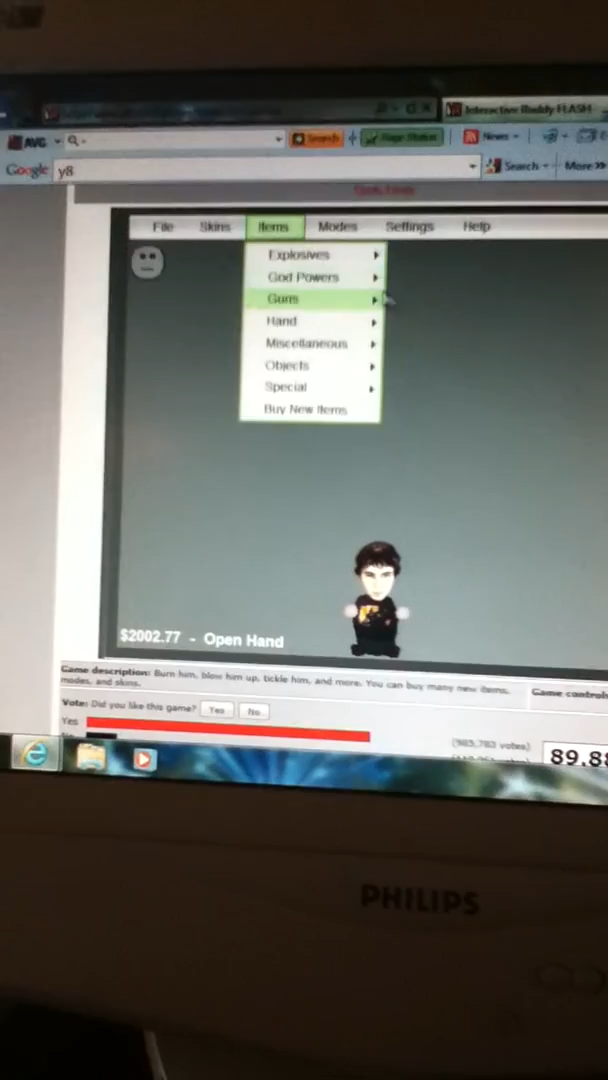 Interactive Buddy FLASH
AVG Search Page Status News
Google y8 Search More »
File Skins Items Modes Settings Help
Explosives
God Powers
Guns
Hand
Miscellaneous
Objects
Special
Buy New Items
$2002.77 - Open Hand
Game description: Burn him, blow him up, tickle him, and more. You can buy many new items,
modes, and skins.
Game controls
Vote: Did you like this game? Yes No
Yes
89.88
PHILIPS